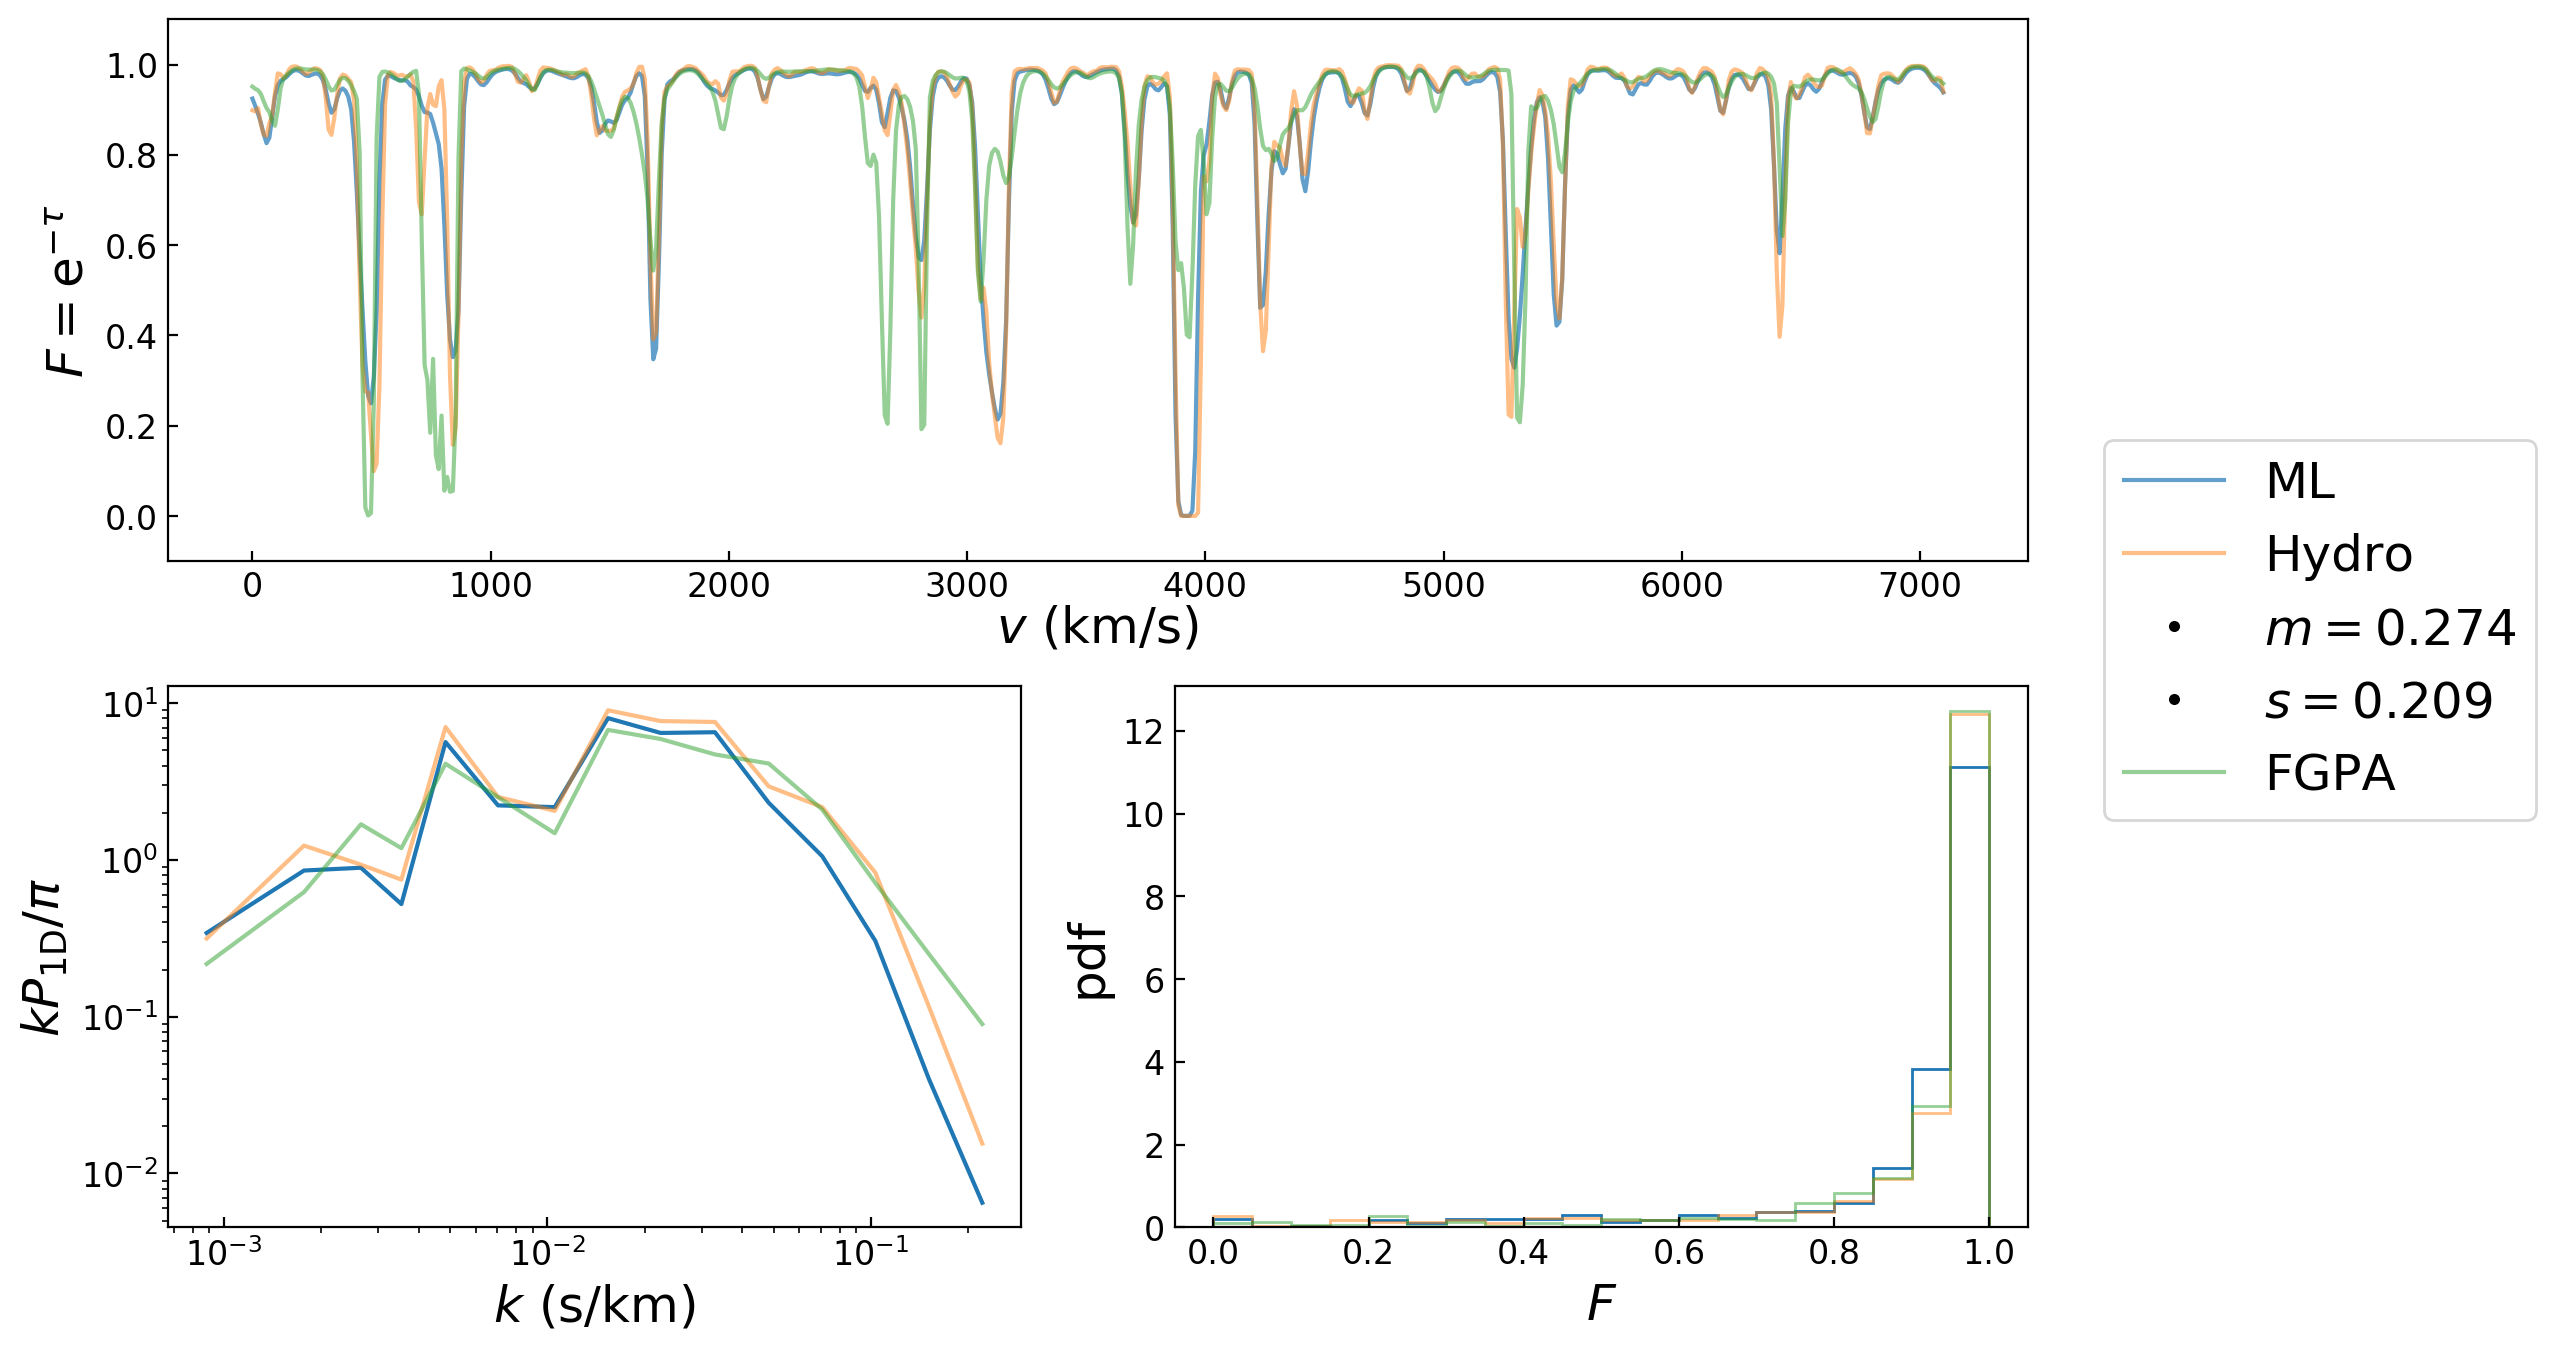 1.0
0.8
0.6
0.4
0.2
0.0
F = e^{−τ}
0 1000 2000 3000 4000 5000 6000 7000
v (km/s)
ML
Hydro
m = 0.274
s = 0.209
FGPA
10^1
10^0
10^{−1}
10^{−2}
kP_{1D}/π
10^{−3} 10^{−2} 10^{−1}
k (s/km)
12
10
8
6
4
2
0
pdf
0.0 0.2 0.4 0.6 0.8 1.0
F